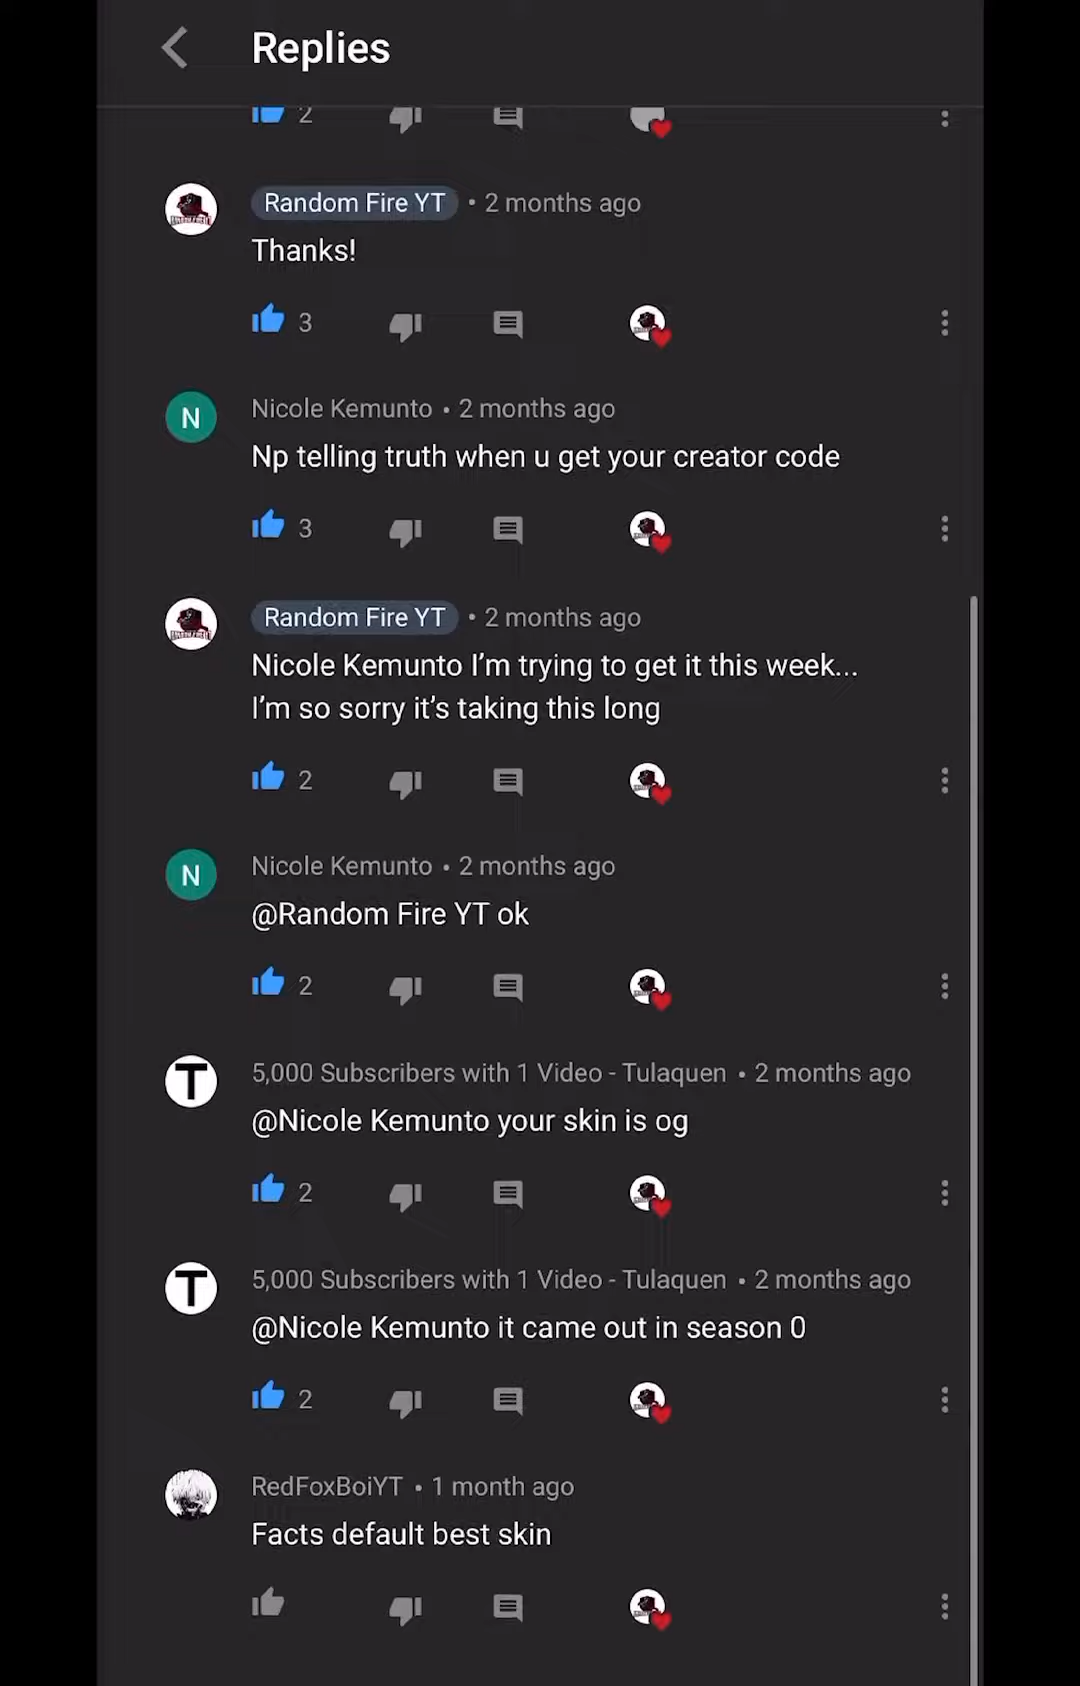 Replies
2
Random Fire YT • 2 months ago
Thanks!
3
N
Nicole Kemunto • 2 months ago
Np telling truth when u get your creator code
3
Random Fire YT • 2 months ago
Nicole Kemunto I’m trying to get it this week...
I’m so sorry it’s taking this long
2
N
Nicole Kemunto • 2 months ago
@Random Fire YT ok
2
T
5,000 Subscribers with 1 Video - Tulaquen • 2 months ago
@Nicole Kemunto your skin is og
2
T
5,000 Subscribers with 1 Video - Tulaquen • 2 months ago
@Nicole Kemunto it came out in season 0
2
RedFoxBoiYT • 1 month ago
Facts default best skin